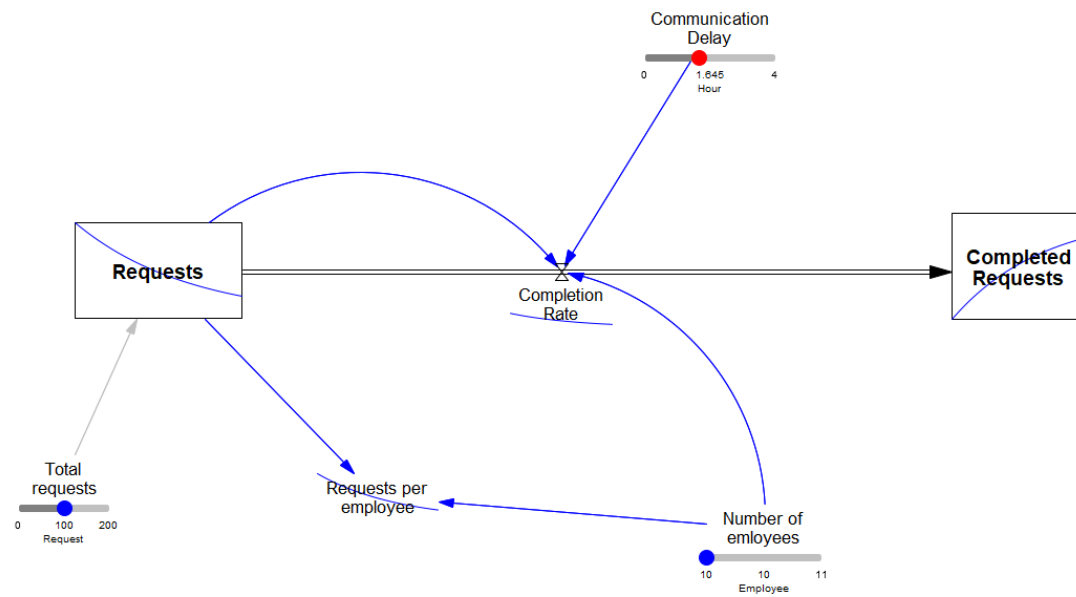 Communication
Delay
0 1.645 4
Hour
Requests
Completion
Rate
Completed
Requests
Total
requests
0 100 200
Request
Requests per
employee
Number of
emloyees
10 10 11
Employee